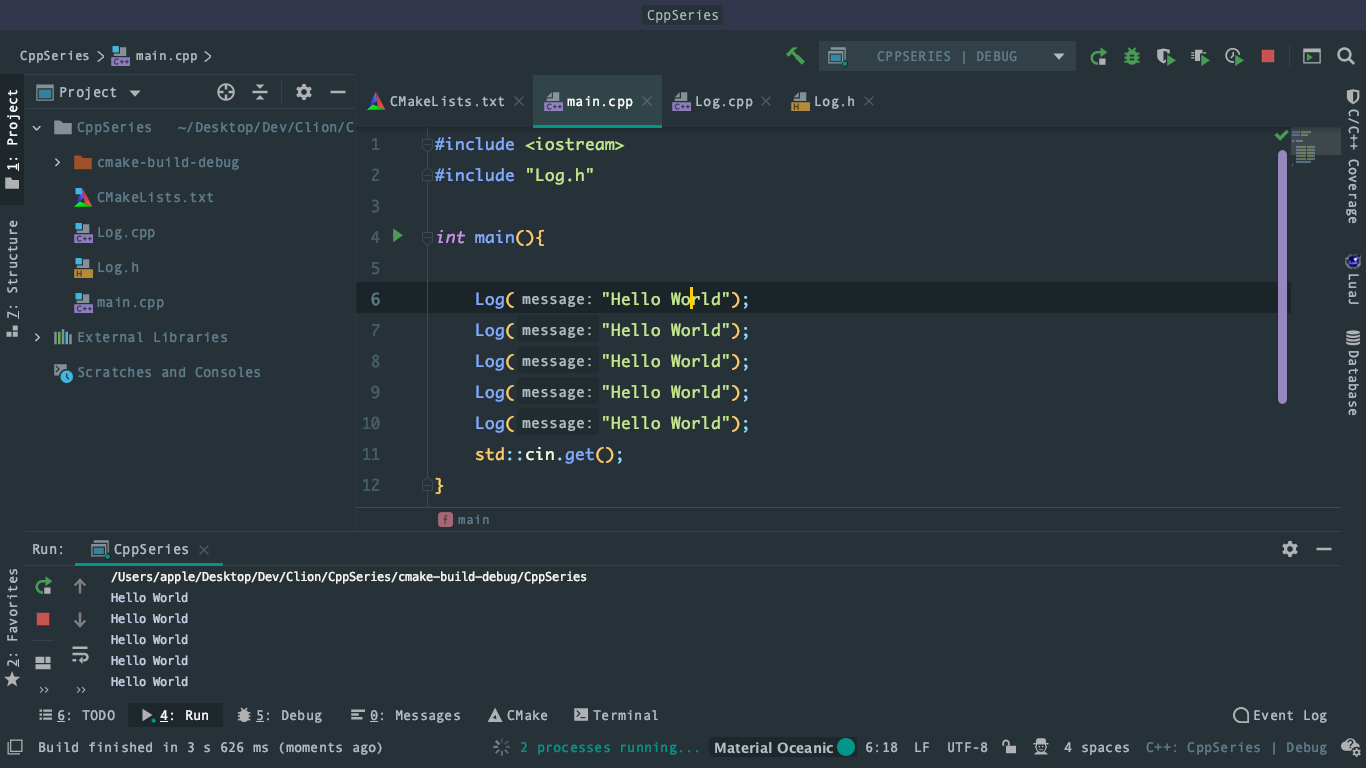 CppSeries
CppSeries > main.cpp >
CPPSERIES | DEBUG
Project
CMakeLists.txt
main.cpp
Log.cpp
Log.h
1: Project
Z: Structure
2: Favorites
CppSeries ~/Desktop/Dev/Clion/C
cmake-build-debug
CMakeLists.txt
Log.cpp
Log.h
main.cpp
External Libraries
Scratches and Consoles
1 #include <iostream>
2 #include "Log.h"
3
4 int main(){
5
6 Log( message: "Hello World");
7 Log( message: "Hello World");
8 Log( message: "Hello World");
9 Log( message: "Hello World");
10 Log( message: "Hello World");
11 std::cin.get();
12 }
f main
C/C++ Coverage
LuaJ
Database
Run: CppSeries
/Users/apple/Desktop/Dev/Clion/CppSeries/cmake-build-debug/CppSeries
Hello World
Hello World
Hello World
Hello World
Hello World
6: TODO 4: Run 5: Debug 0: Messages CMake Terminal Event Log
Build finished in 3 s 626 ms (moments ago) 2 processes running... Material Oceanic 6:18 LF UTF-8 4 spaces C++: CppSeries | Debug